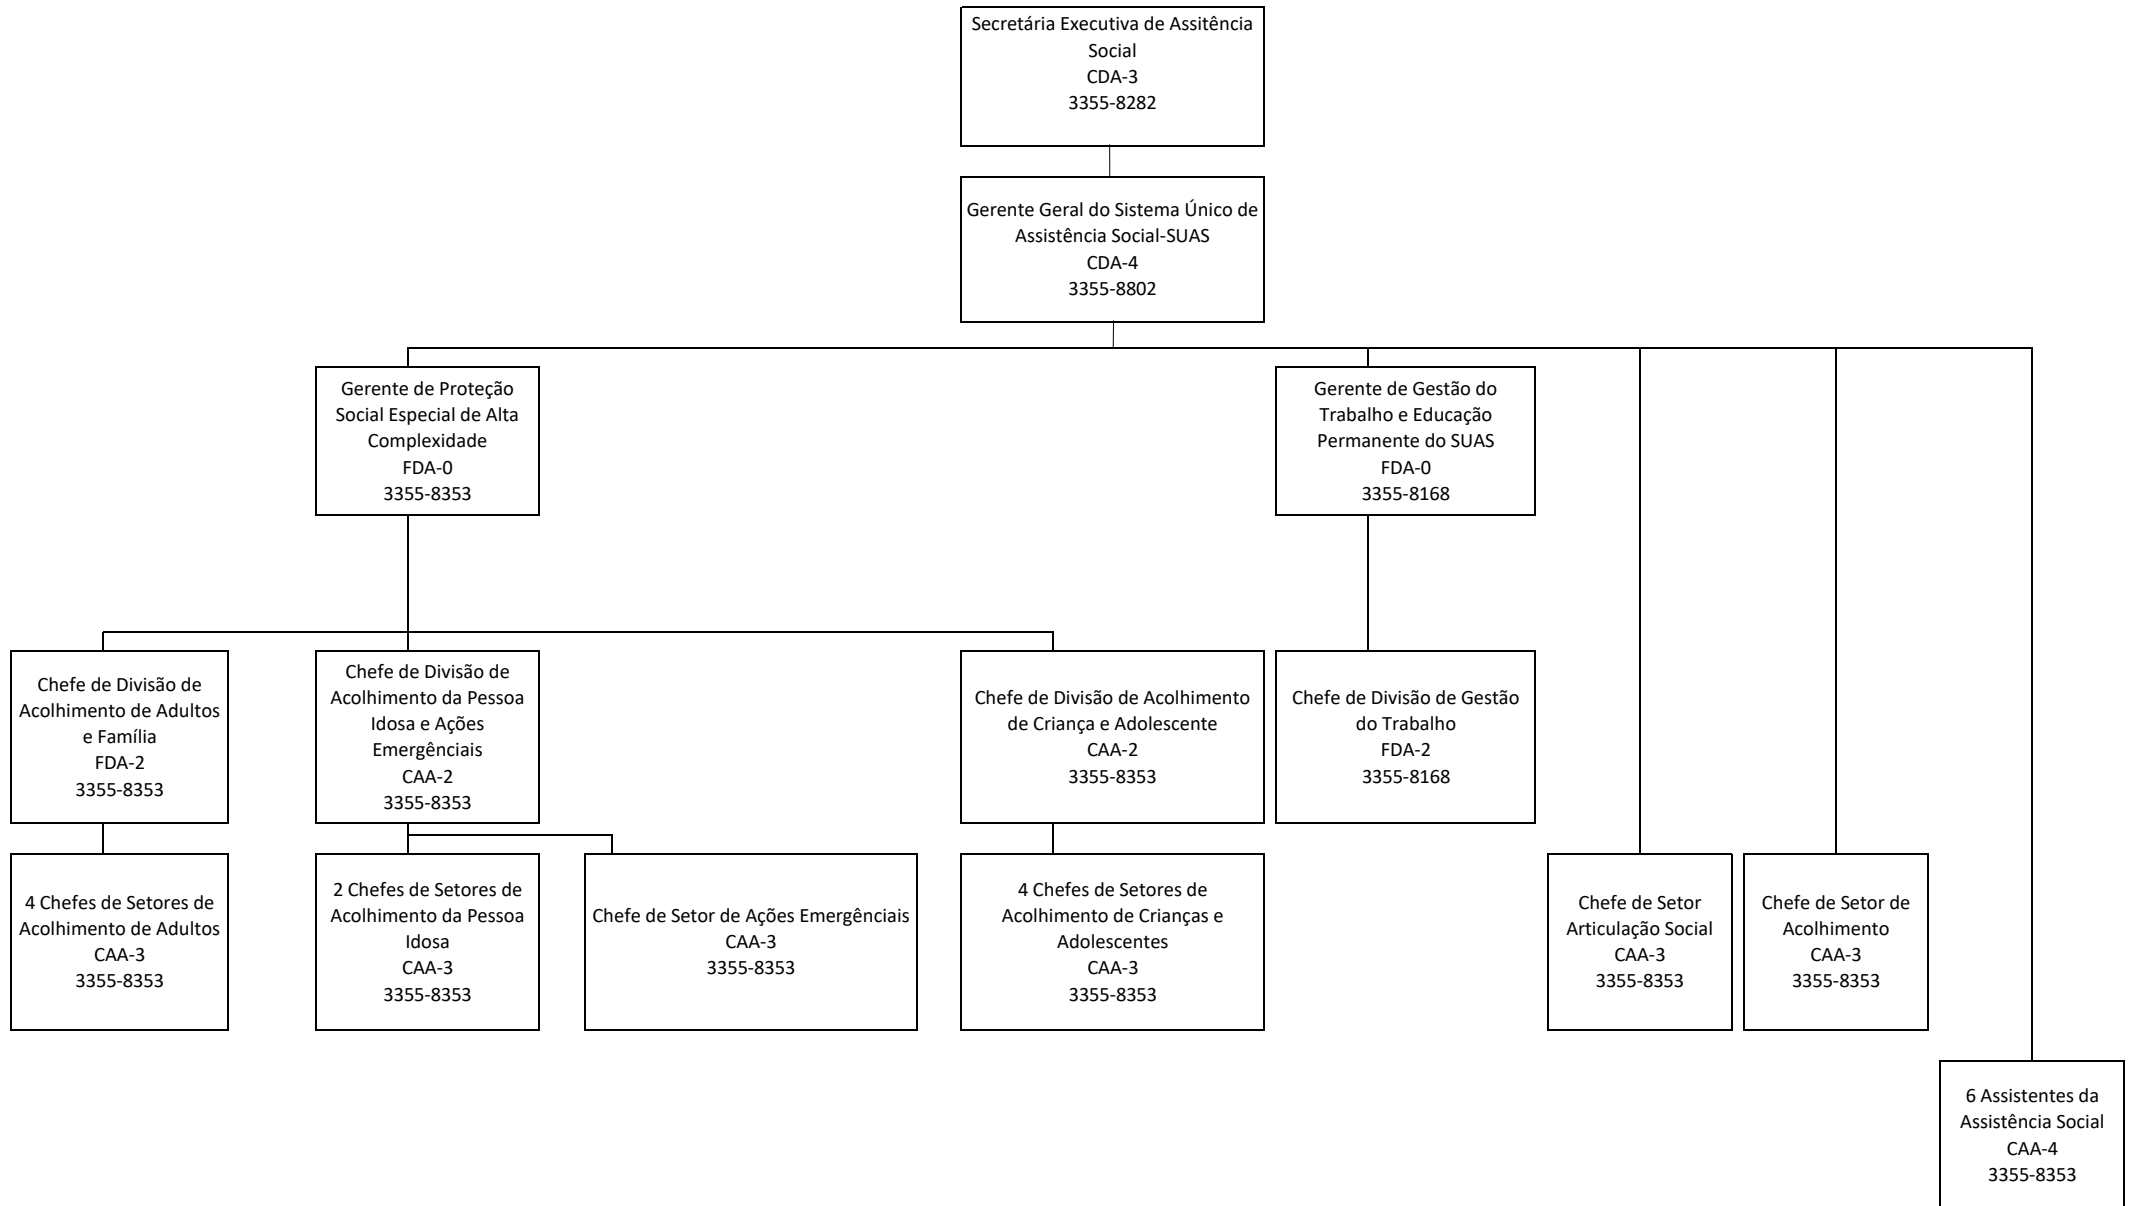 Secretária Executiva de Assitência
Social
CDA-3
3355-8282
Gerente Geral do Sistema Único de
Assistência Social-SUAS
CDA-4
3355-8802
Gerente de Proteção
Social Especial de Alta
Complexidade
FDA-0
3355-8353
Gerente de Gestão do
Trabalho e Educação
Permanente do SUAS
FDA-0
3355-8168
Chefe de Divisão de
Acolhimento de Adultos
e Família
FDA-2
3355-8353
Chefe de Divisão de
Acolhimento da Pessoa
Idosa e Ações
Emergênciais
CAA-2
3355-8353
Chefe de Divisão de Acolhimento
de Criança e Adolescente
CAA-2
3355-8353
Chefe de Divisão de Gestão
do Trabalho
FDA-2
3355-8168
4 Chefes de Setores de
Acolhimento de Adultos
CAA-3
3355-8353
2 Chefes de Setores de
Acolhimento da Pessoa
Idosa
CAA-3
3355-8353
Chefe de Setor de Ações Emergênciais
CAA-3
3355-8353
4 Chefes de Setores de
Acolhimento de Crianças e
Adolescentes
CAA-3
3355-8353
Chefe de Setor
Articulação Social
CAA-3
3355-8353
Chefe de Setor de
Acolhimento
CAA-3
3355-8353
6 Assistentes da
Assistência Social
CAA-4
3355-8353